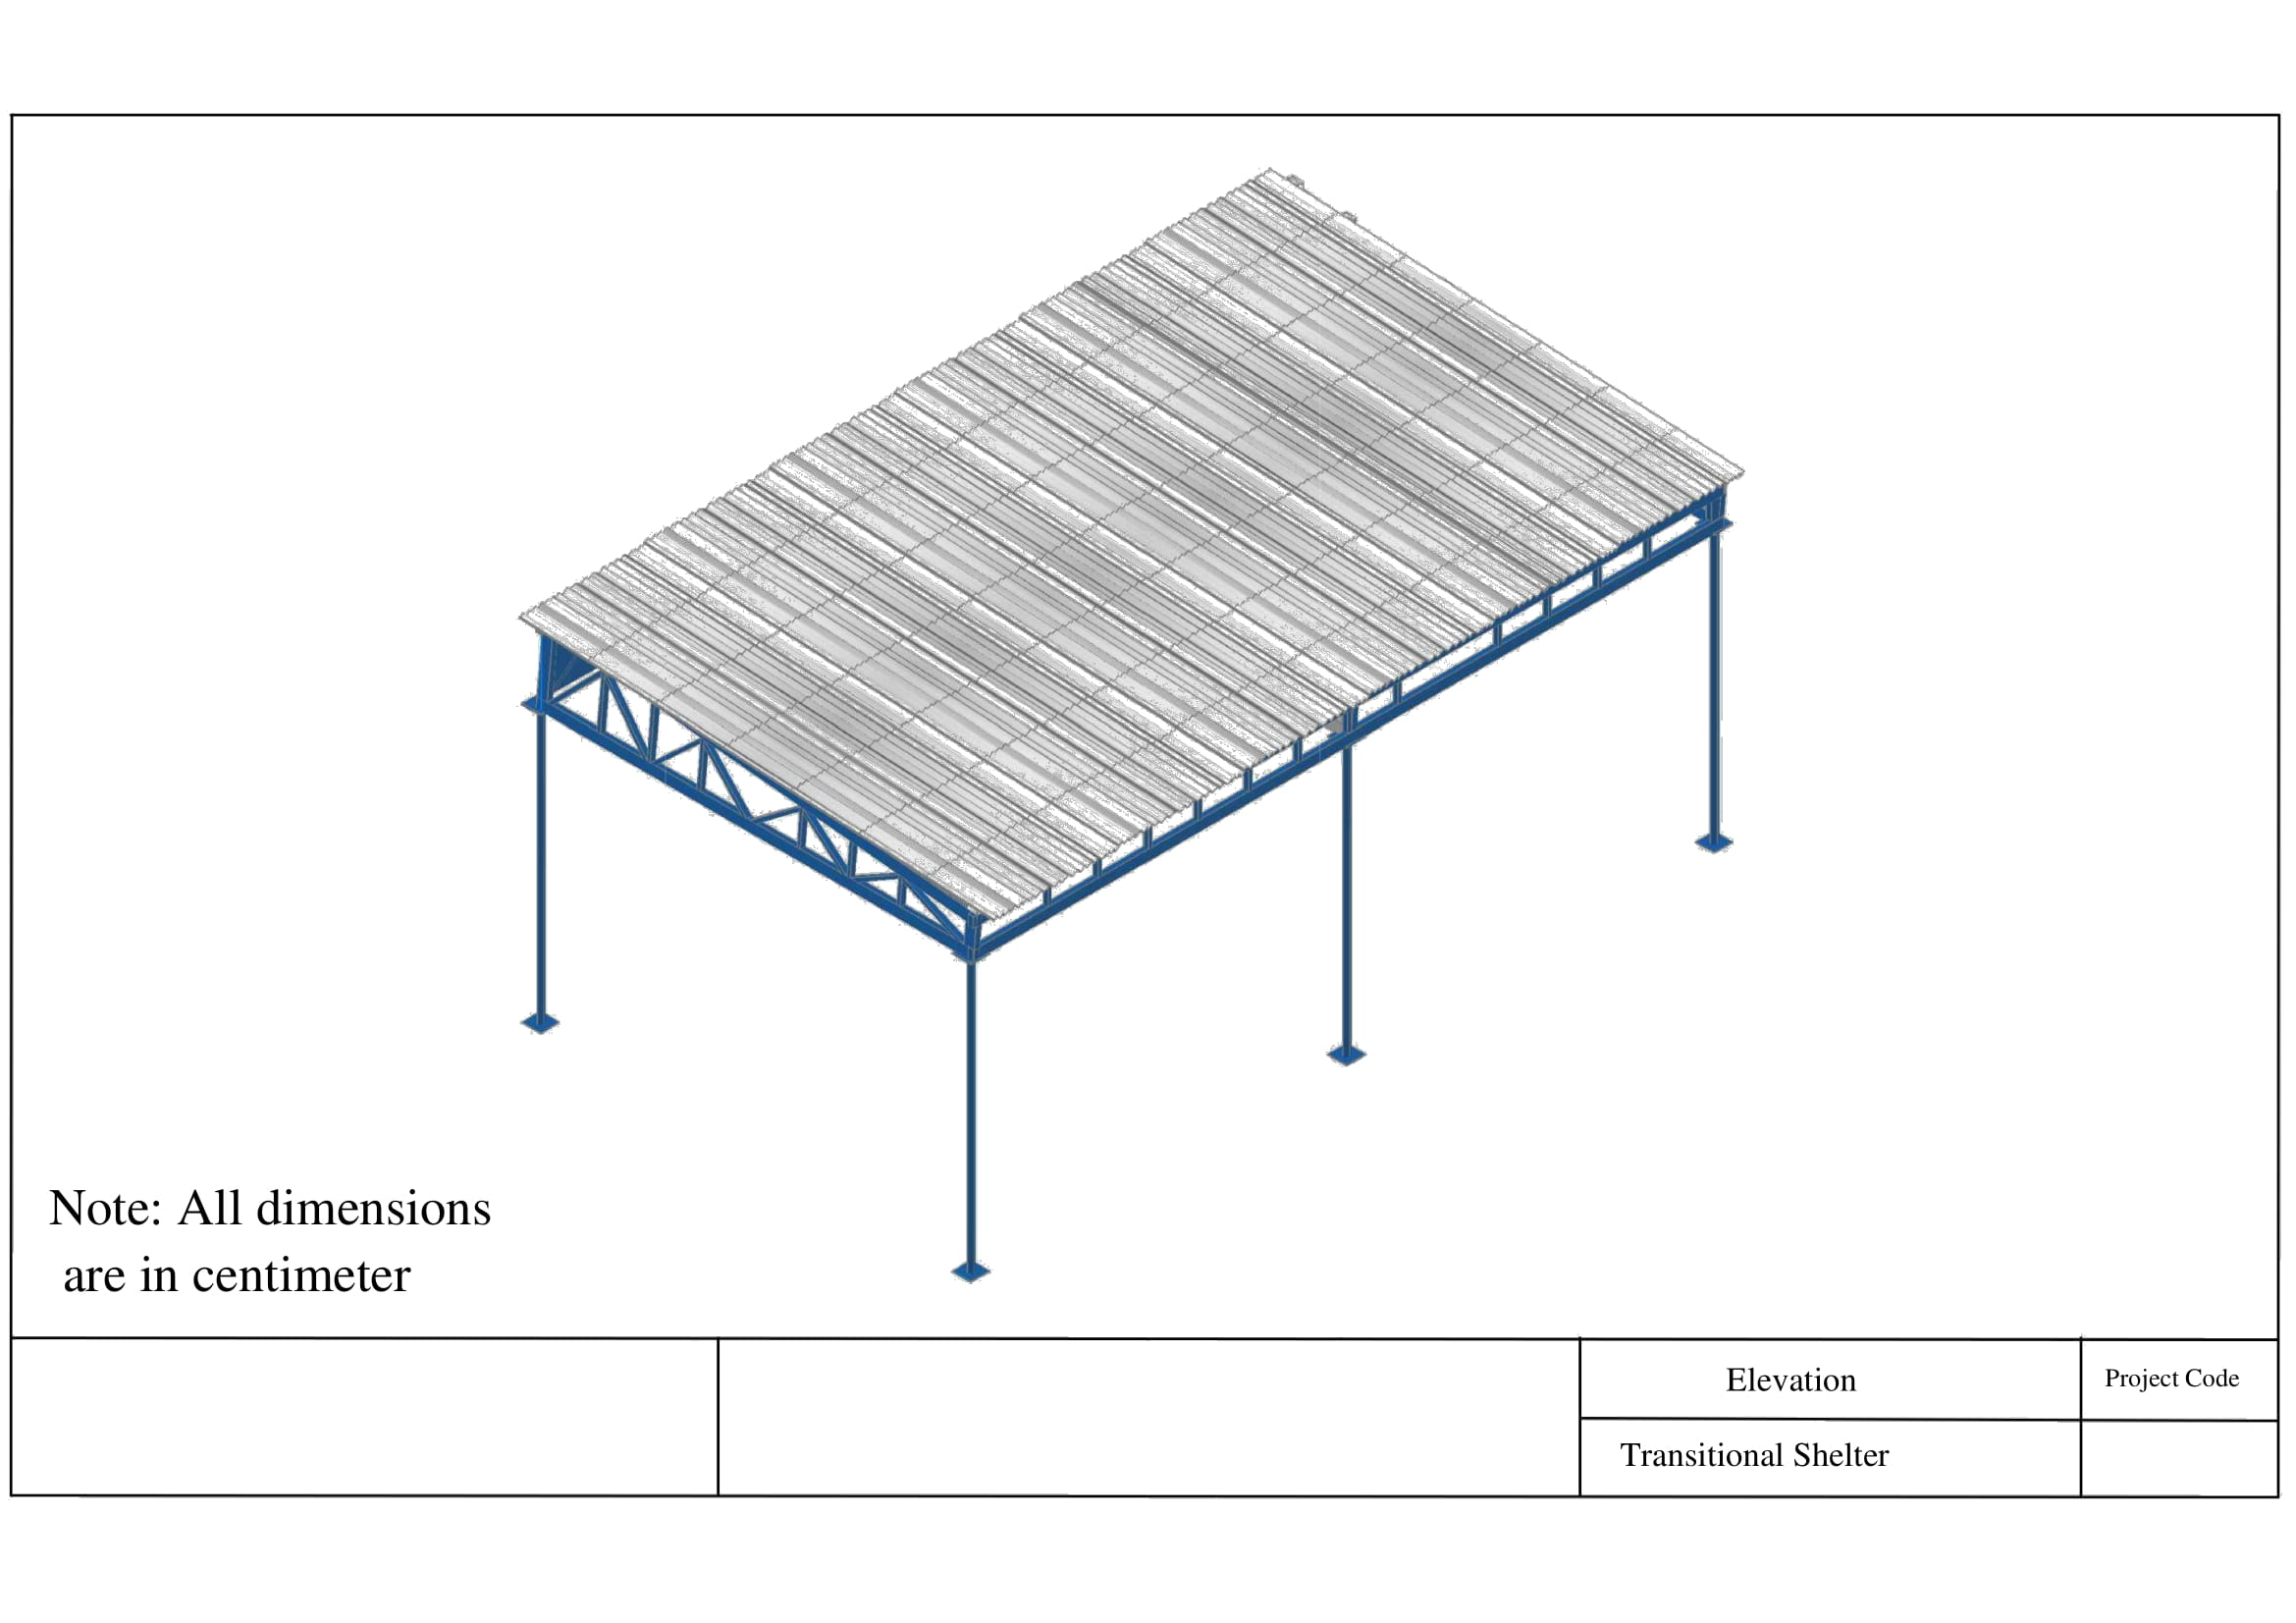 Note: All dimensions
are in centimeter
Elevation
Project Code
Transitional Shelter